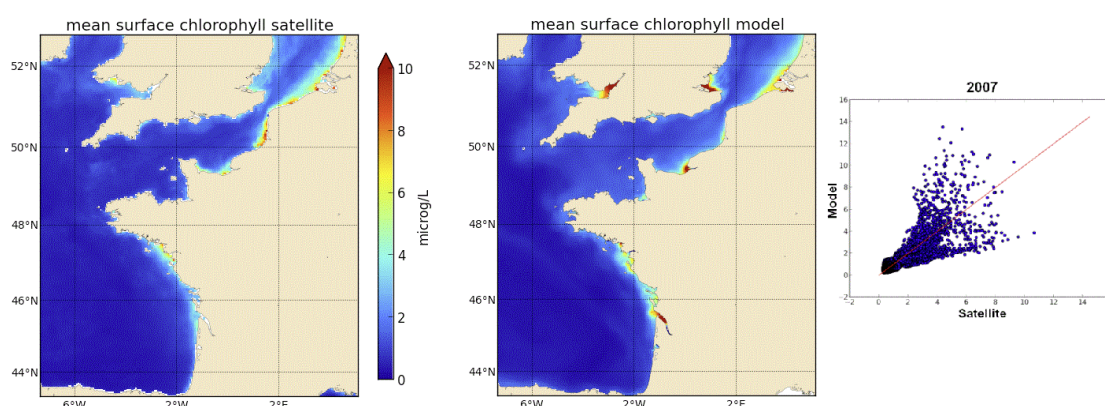 mean surface chlorophyll satellite
52°N
50°N
48°N
46°N
44°N
6°W
2°W
2°E
10
8
6
4
2
0
microg/L
mean surface chlorophyll model
52°N
50°N
48°N
46°N
44°N
6°W
2°W
2°E
2007
16
14
12
10
8
6
4
2
0
−2
Model
−2
0
2
4
6
8
10
12
14
Satellite